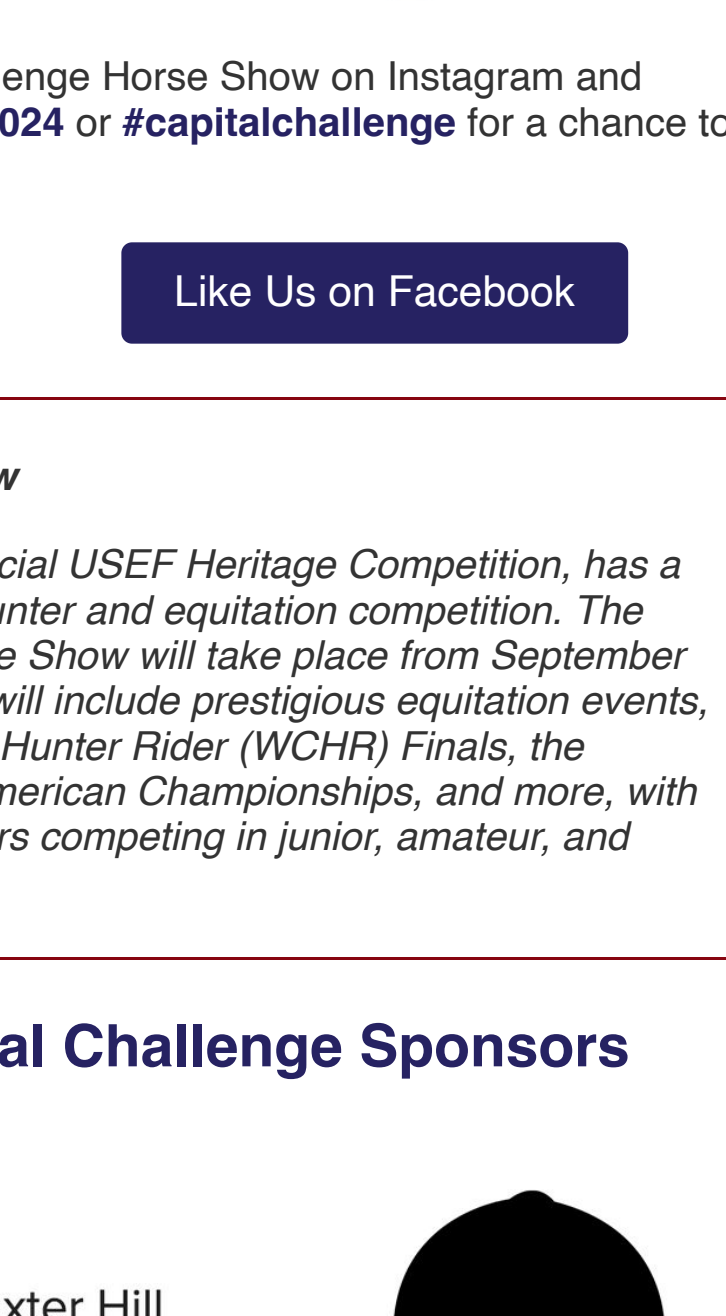 enge Horse Show on Instagram and
024 or #capitalchallenge for a chance to
Like Us on Facebook
w
cial USEF Heritage Competition, has a
unter and equitation competition. The
e Show will take place from September
will include prestigious equitation events,
Hunter Rider (WCHR) Finals, the
merican Championships, and more, with
rs competing in junior, amateur, and
al Challenge Sponsors
xter Hill